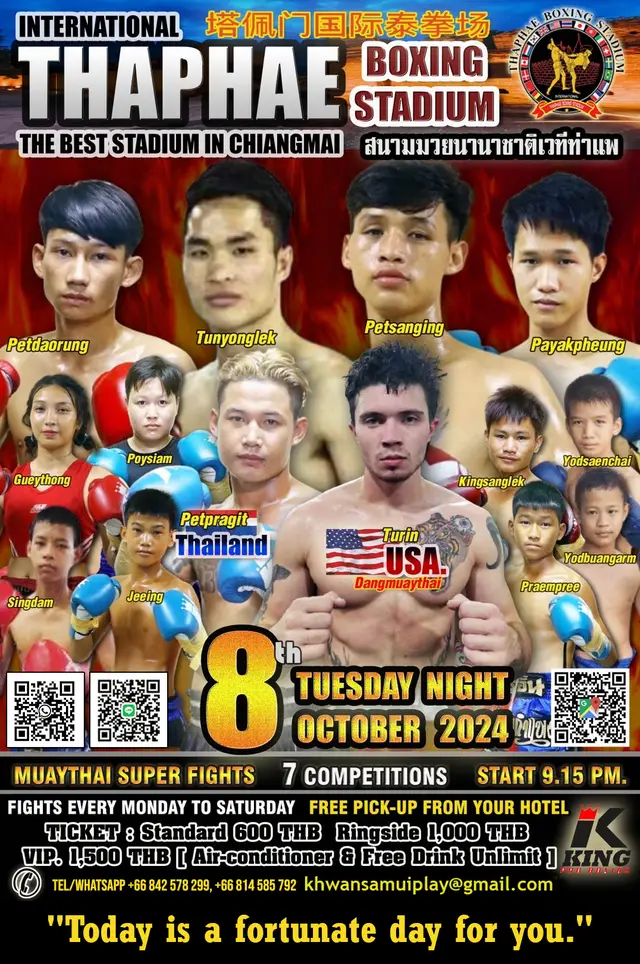 INTERNATIONAL
塔佩门国际泰拳场
THAPHAE
BOXING
STADIUM
THAPHAE BOXING STADIUM
INTERNATIONAL
THE BEST STADIUM IN CHIANGMAI
สนามมวยนานาชาติเวทีท่าแพ
Petdaorung
Tunyonglek
Petsanging
Payakpheung
Gueythong
Poysiam
Kingsanglek
Yodsaenchai
Petpragit
Thailand
Turin
USA.
Dangmuaythai
Singdam
Jeeing
Praempree
Yodbuangarm
8th
TUESDAY NIGHT
OCTOBER 2024
MUAYTHAI SUPER FIGHTS 7 COMPETITIONS START 9.15 PM.
FIGHTS EVERY MONDAY TO SATURDAY FREE PICK-UP FROM YOUR HOTEL
TICKET : Standard 600 THB Ringside 1,000 THB
VIP. 1,500 THB [ Air-conditioner & Free Drink Unlimit ]
K
KING
TEL/WHATSAPP +66 842 578 299, +66 814 585 792 khwansamuiplay@gmail.com
"Today is a fortunate day for you."